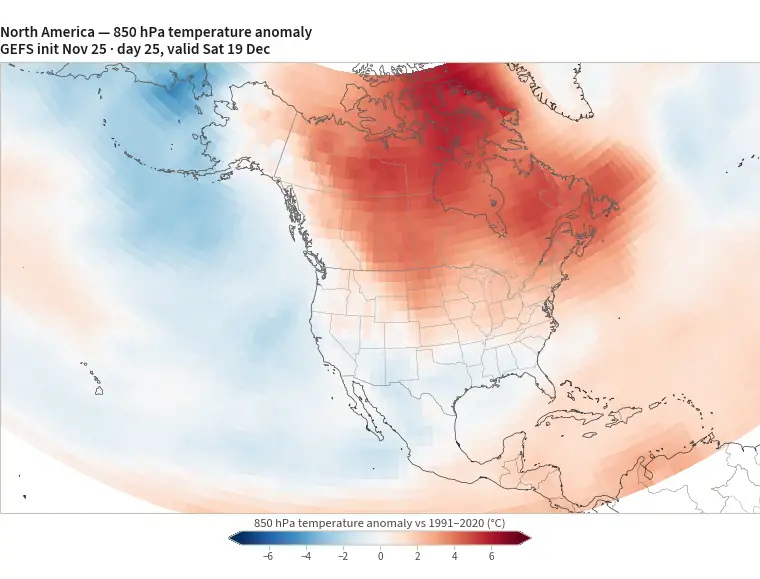 North America — 850 hPa temperature anomaly
GEFS init Nov 25 · day 25, valid Sat 19 Dec
850 hPa temperature anomaly vs 1991–2020 (°C)
−6 −4 −2 0 2 4 6